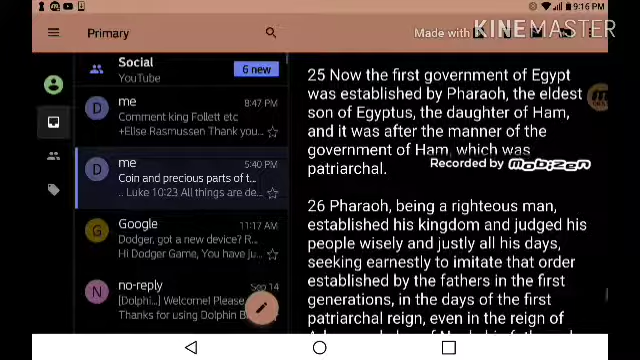 9:16 PM
Primary
Made with
KINEMASTER
Social
6 new
YouTube
D
me
8:47 PM
Comment king Follett etc
+Elise Rasmussen Thank you...
D
me
5:40 PM
Coin and precious parts of t...
.. Luke 10:23 All things are de...
G
Google
11:17 AM
Dodger, got a new device? R...
Hi Dodger Game, You have ju...
N
no-reply
Sep 14
[Dolphi...] Welcome! Please
Thanks for using Dolphin B
25 Now the first government of Egypt
was established by Pharaoh, the eldest
son of Egyptus, the daughter of Ham,
and it was after the manner of the
government of Ham, which was
patriarchal.
Recorded by mobizen
26 Pharaoh, being a righteous man,
established his kingdom and judged his
people wisely and justly all his days,
seeking earnestly to imitate that order
established by the fathers in the first
generations, in the days of the first
patriarchal reign, even in the reign of